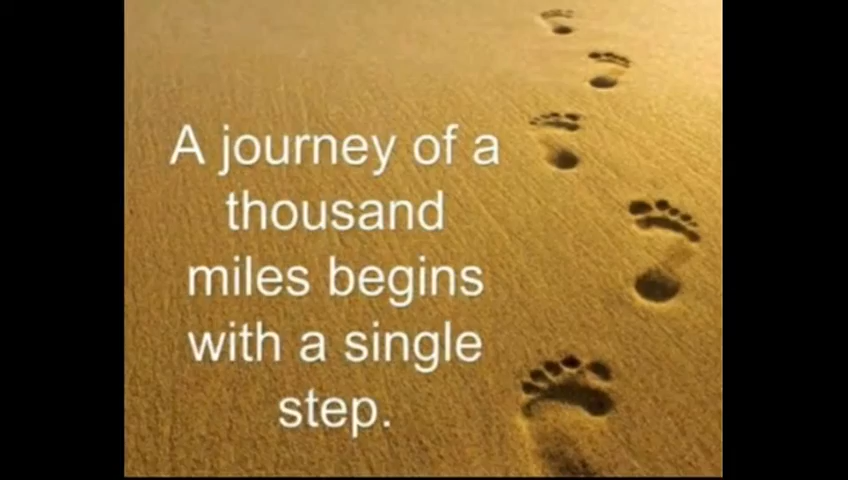 A journey of a
thousand
miles begins
with a single
step.